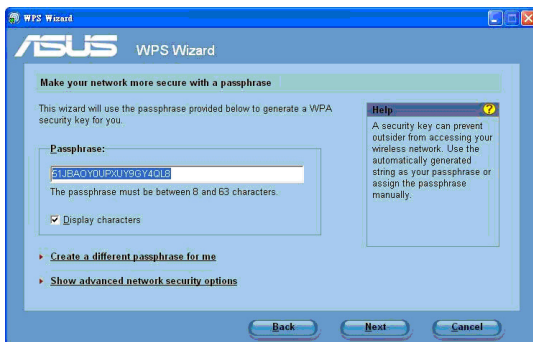 WPS Wizard
ASUS WPS Wizard
Make your network more secure with a passphrase
This wizard will use the passphrase provided below to generate a WPA
security key for you.
Passphrase:
51JBAOY0UPXUY9GY4QL8
The passphrase must be between 8 and 63 characters.
Display characters
Create a different passphrase for me
Show advanced network security options
Help
A security key can prevent
outsider from accessing your
wireless network. Use the
automatically generated
string as your passphrase or
assign the passphrase
manually.
Back Next Cancel